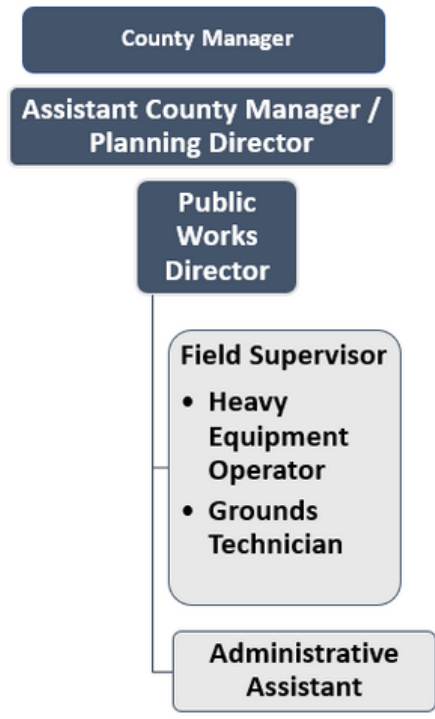 County Manager
Assistant County Manager /
Planning Director
Public
Works
Director
Field Supervisor
• Heavy
Equipment
Operator
• Grounds
Technician
Administrative
Assistant